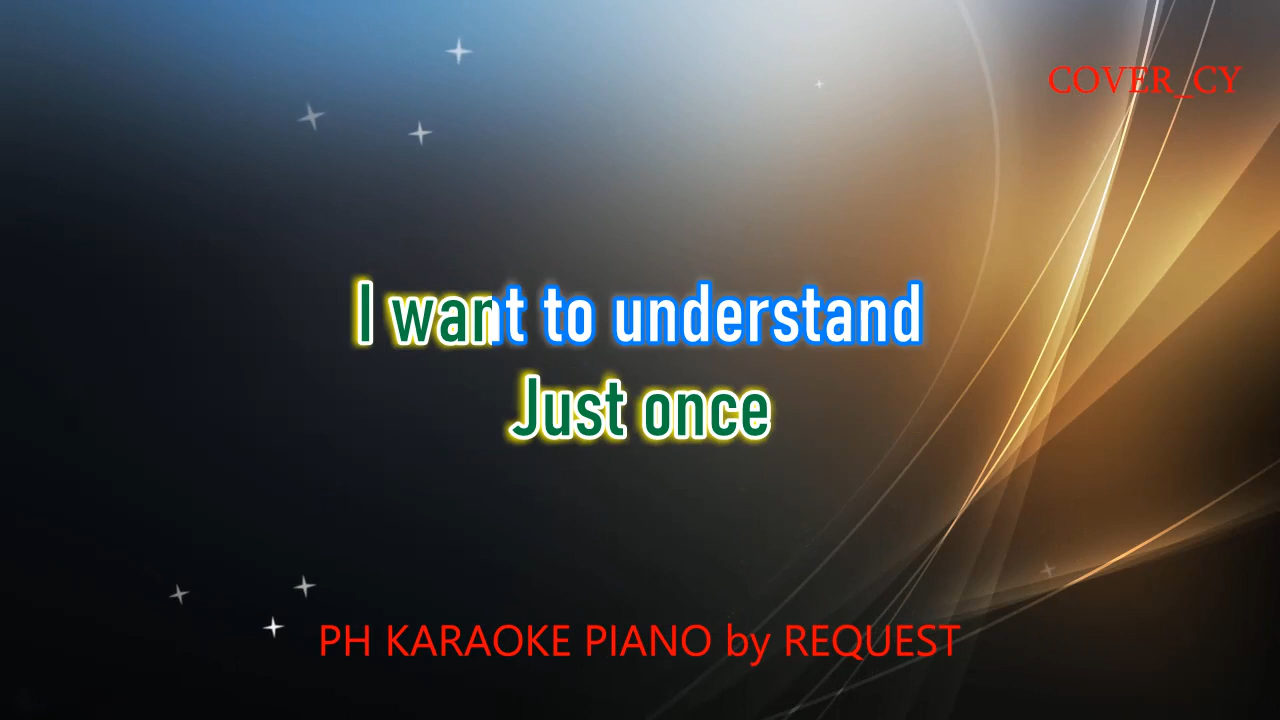 COVER_CY
I want to understand
Just once
PH KARAOKE PIANO by REQUEST